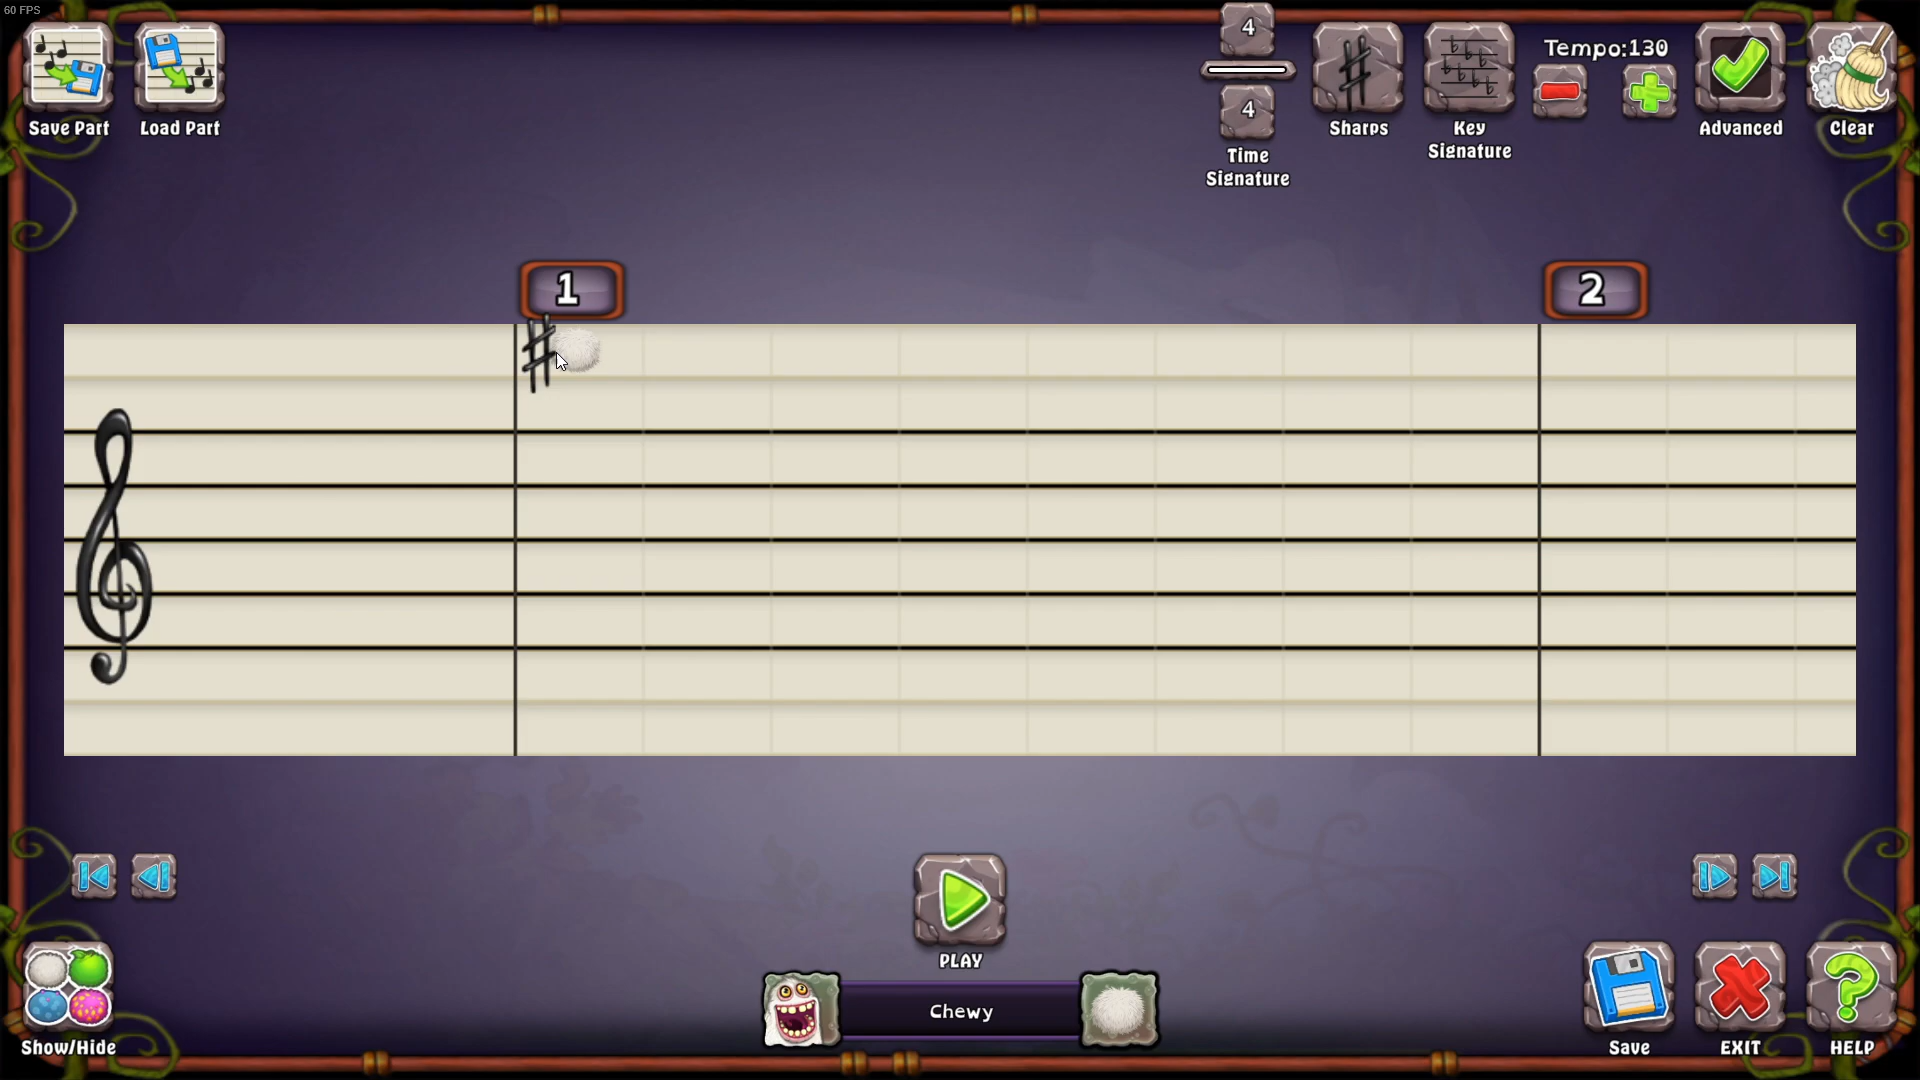 60 FPS
Save Part
Load Part
4
4
Time
Signature
Sharps
Key
Signature
Tempo:130
Advanced
Clear
1
2
PLAY
Chewy
Show/Hide
Save
EXIT
HELP